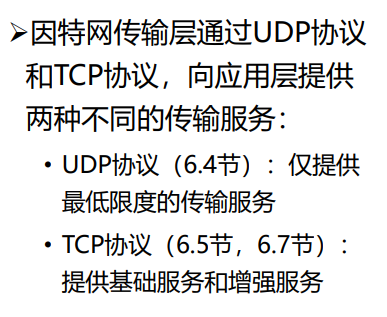 ➢因特网传输层通过UDP协议
和TCP协议，向应用层提供
两种不同的传输服务：
• UDP协议（6.4节）：仅提供
最低限度的传输服务
• TCP协议（6.5节，6.7节）：
提供基础服务和增强服务